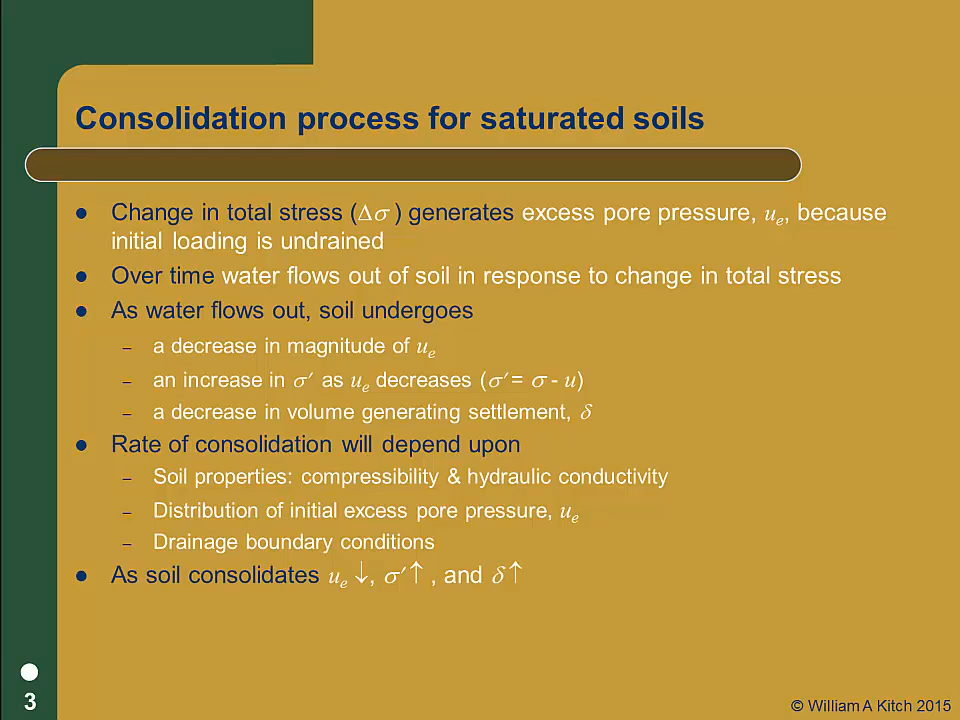 Consolidation process for saturated soils
● Change in total stress (Δσ ) generates excess pore pressure, uₑ, because
initial loading is undrained
● Over time water flows out of soil in response to change in total stress
● As water flows out, soil undergoes
– a decrease in magnitude of uₑ
– an increase in σ′ as uₑ decreases (σ′ = σ - u)
– a decrease in volume generating settlement, δ
● Rate of consolidation will depend upon
– Soil properties: compressibility & hydraulic conductivity
– Distribution of initial excess pore pressure, uₑ
– Drainage boundary conditions
● As soil consolidates uₑ ↓, σ′ ↑ , and δ ↑
3
© William A Kitch 2015